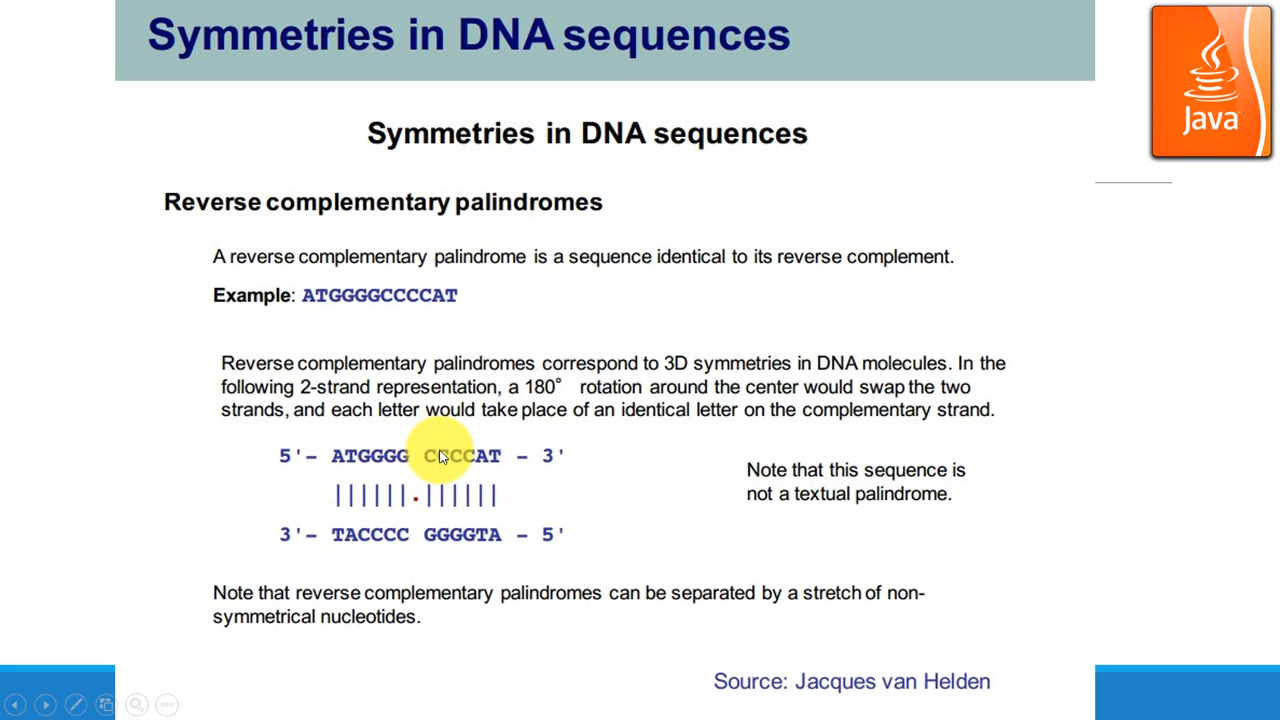 Symmetries in DNA sequences
Java
Symmetries in DNA sequences
Reverse complementary palindromes
A reverse complementary palindrome is a sequence identical to its reverse complement.
Example: ATGGGGCCCCAT
Reverse complementary palindromes correspond to 3D symmetries in DNA molecules. In the
following 2-strand representation, a 180° rotation around the center would swap the two
strands, and each letter would take place of an identical letter on the complementary strand.
5'- ATGGGG CCCCAT - 3'
||||||.||||||
3'- TACCCC GGGGTA - 5'
Note that this sequence is
not a textual palindrome.
Note that reverse complementary palindromes can be separated by a stretch of non-
symmetrical nucleotides.
Source: Jacques van Helden